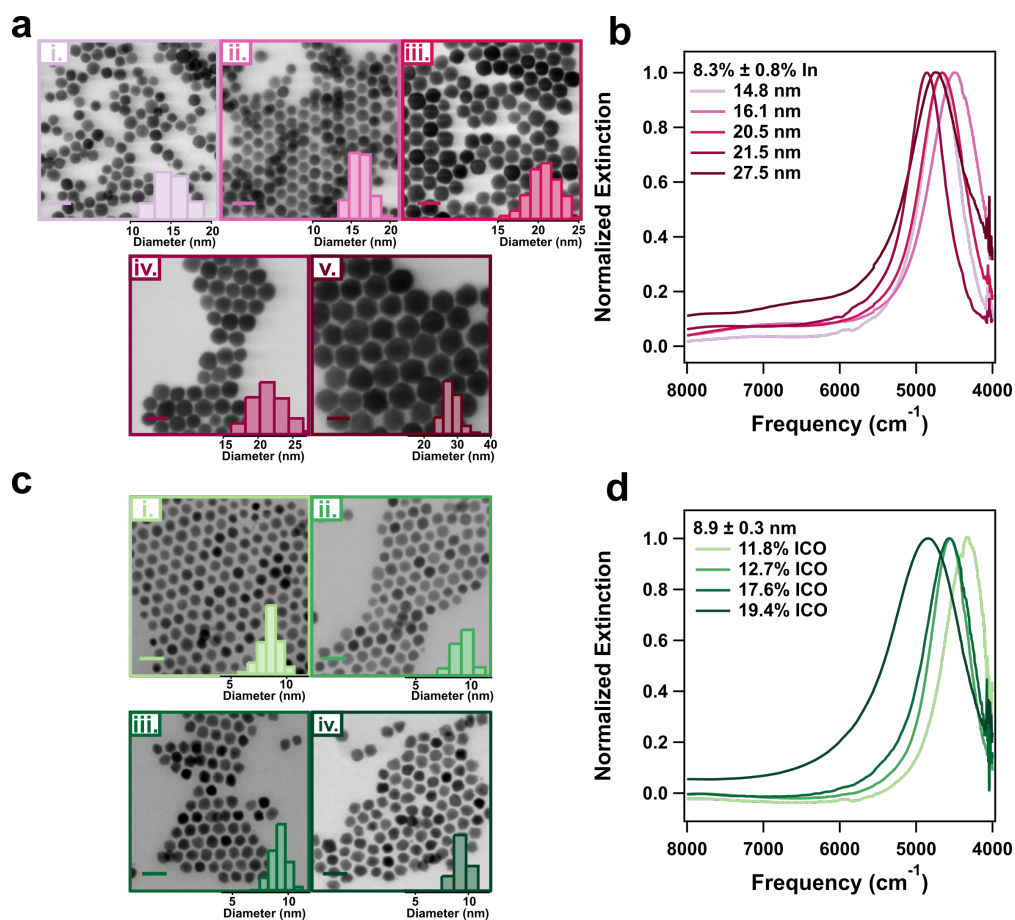 a
i.
ii.
iii.
10 15 20
Diameter (nm)
10 15 20
Diameter (nm)
15 20 25
Diameter (nm)
iv.
v.
15 20 25
Diameter (nm)
20 30 40
Diameter (nm)
b
8.3% ± 0.8% In
14.8 nm
16.1 nm
20.5 nm
21.5 nm
27.5 nm
1.0
0.8
0.6
0.4
0.2
0.0
Normalized Extinction
8000 7000 6000 5000 4000
Frequency (cm⁻¹)
c
i.
ii.
5 10
Diameter (nm)
5 10
Diameter (nm)
iii.
iv.
5 10
Diameter (nm)
5 10
Diameter (nm)
d
8.9 ± 0.3 nm
11.8% ICO
12.7% ICO
17.6% ICO
19.4% ICO
1.0
0.8
0.6
0.4
0.2
0.0
Normalized Extinction
8000 7000 6000 5000 4000
Frequency (cm⁻¹)